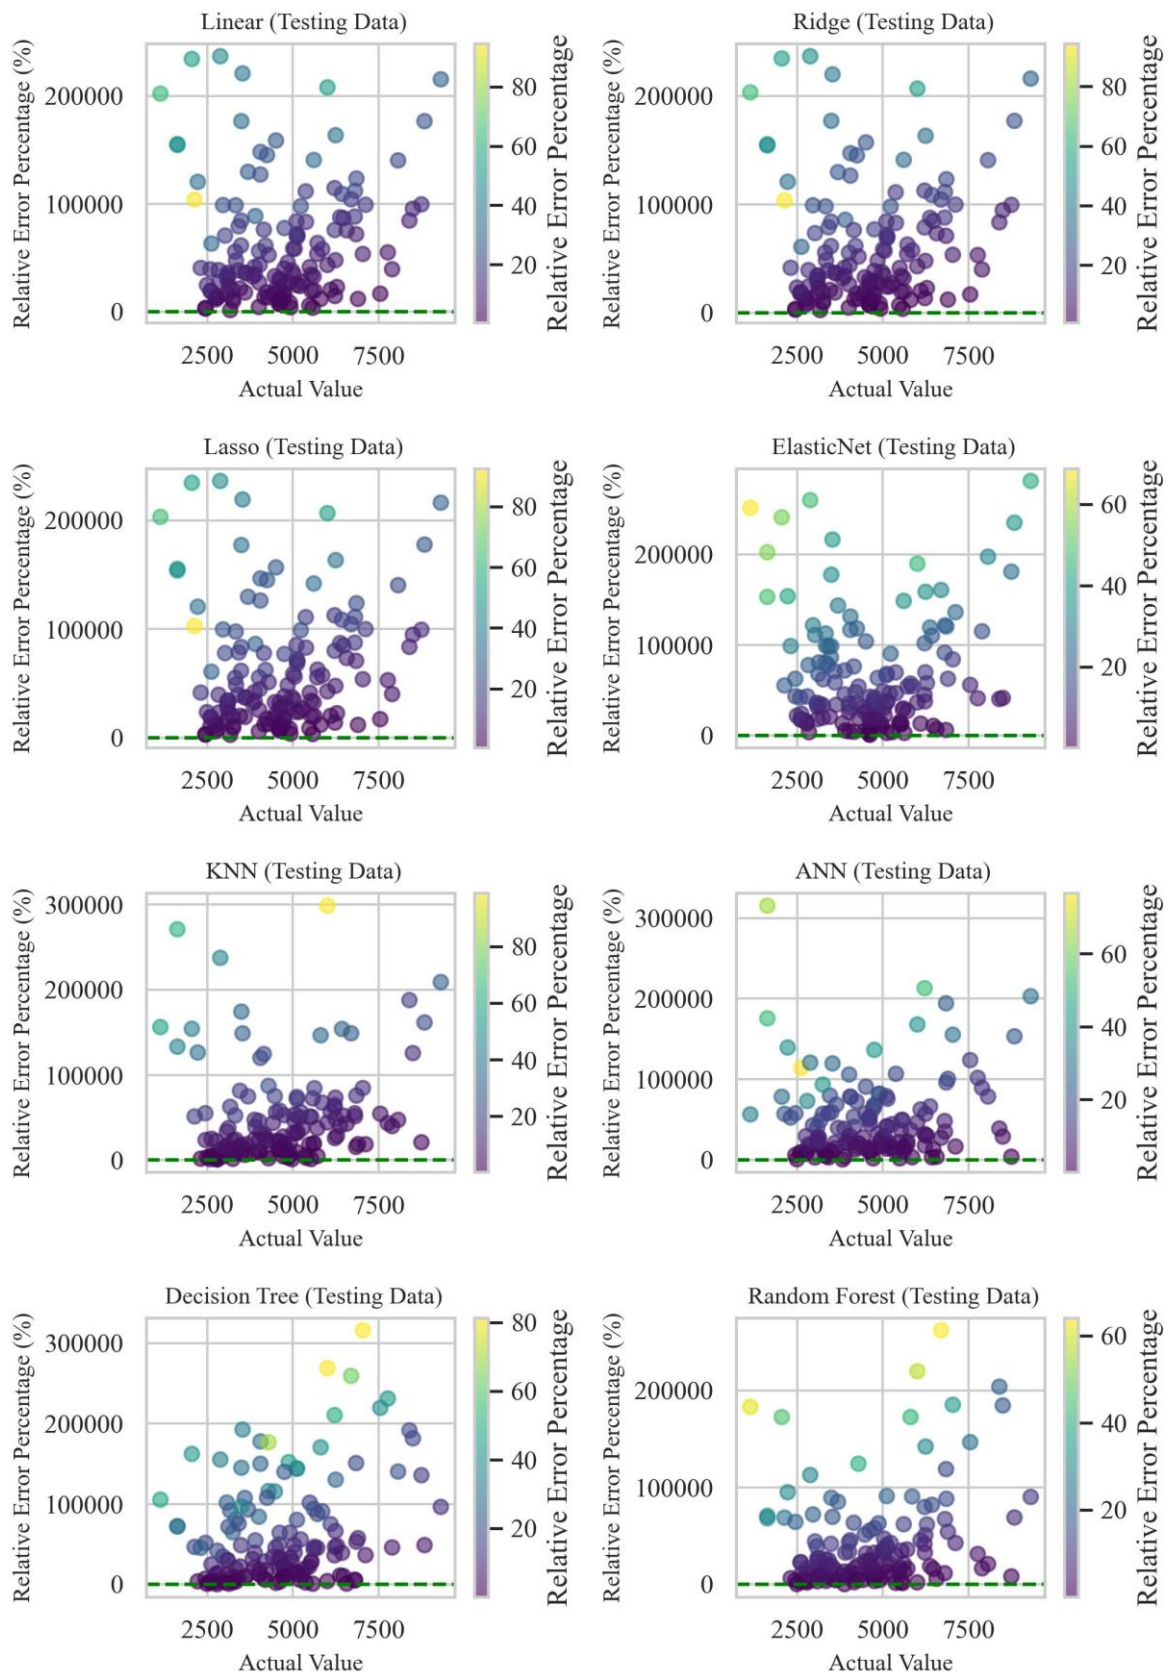 Linear (Testing Data)
Relative Error Percentage (%)
200000
100000
0
2500 5000 7500
Actual Value
80
60
40
20
Relative Error Percentage
Ridge (Testing Data)
Relative Error Percentage (%)
200000
100000
0
2500 5000 7500
Actual Value
80
60
40
20
Relative Error Percentage
Lasso (Testing Data)
Relative Error Percentage (%)
200000
100000
0
2500 5000 7500
Actual Value
80
60
40
20
Relative Error Percentage
ElasticNet (Testing Data)
Relative Error Percentage (%)
200000
100000
0
2500 5000 7500
Actual Value
60
40
20
Relative Error Percentage
KNN (Testing Data)
Relative Error Percentage (%)
300000
200000
100000
0
2500 5000 7500
Actual Value
80
60
40
20
Relative Error Percentage
ANN (Testing Data)
Relative Error Percentage (%)
300000
200000
100000
0
2500 5000 7500
Actual Value
60
40
20
Relative Error Percentage
Decision Tree (Testing Data)
Relative Error Percentage (%)
300000
200000
100000
0
2500 5000 7500
Actual Value
80
60
40
20
Relative Error Percentage
Random Forest (Testing Data)
Relative Error Percentage (%)
200000
100000
0
2500 5000 7500
Actual Value
60
40
20
Relative Error Percentage